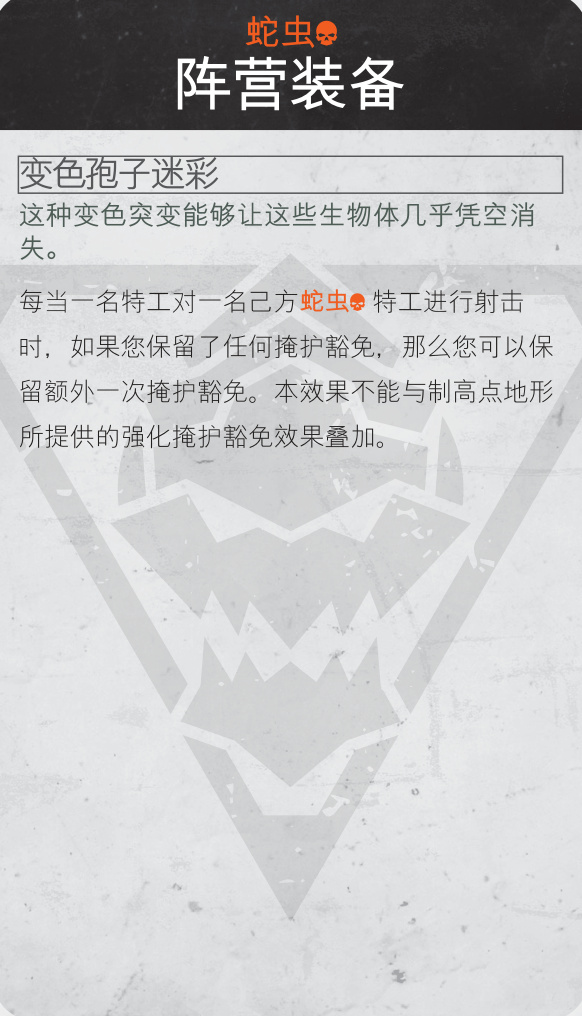 蛇虫
阵营装备
变色孢子迷彩
这种变色突变能够让这些生物体几乎凭空消
失。
每当一名特工对一名己方蛇虫 特工进行射击
时，如果您保留了任何掩护豁免，那么您可以保
留额外一次掩护豁免。本效果不能与制高点地形
所提供的强化掩护豁免效果叠加。